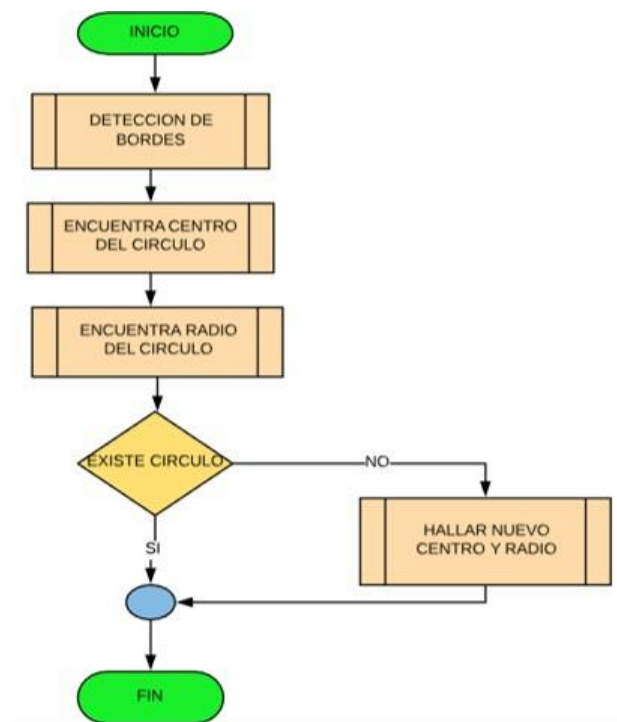 INICIO
DETECCION DE
BORDES
ENCUENTRA CENTRO
DEL CIRCULO
ENCUENTRA RADIO
DEL CIRCULO
EXISTE CIRCULO
NO
HALLAR NUEVO
CENTRO Y RADIO
SI
FIN